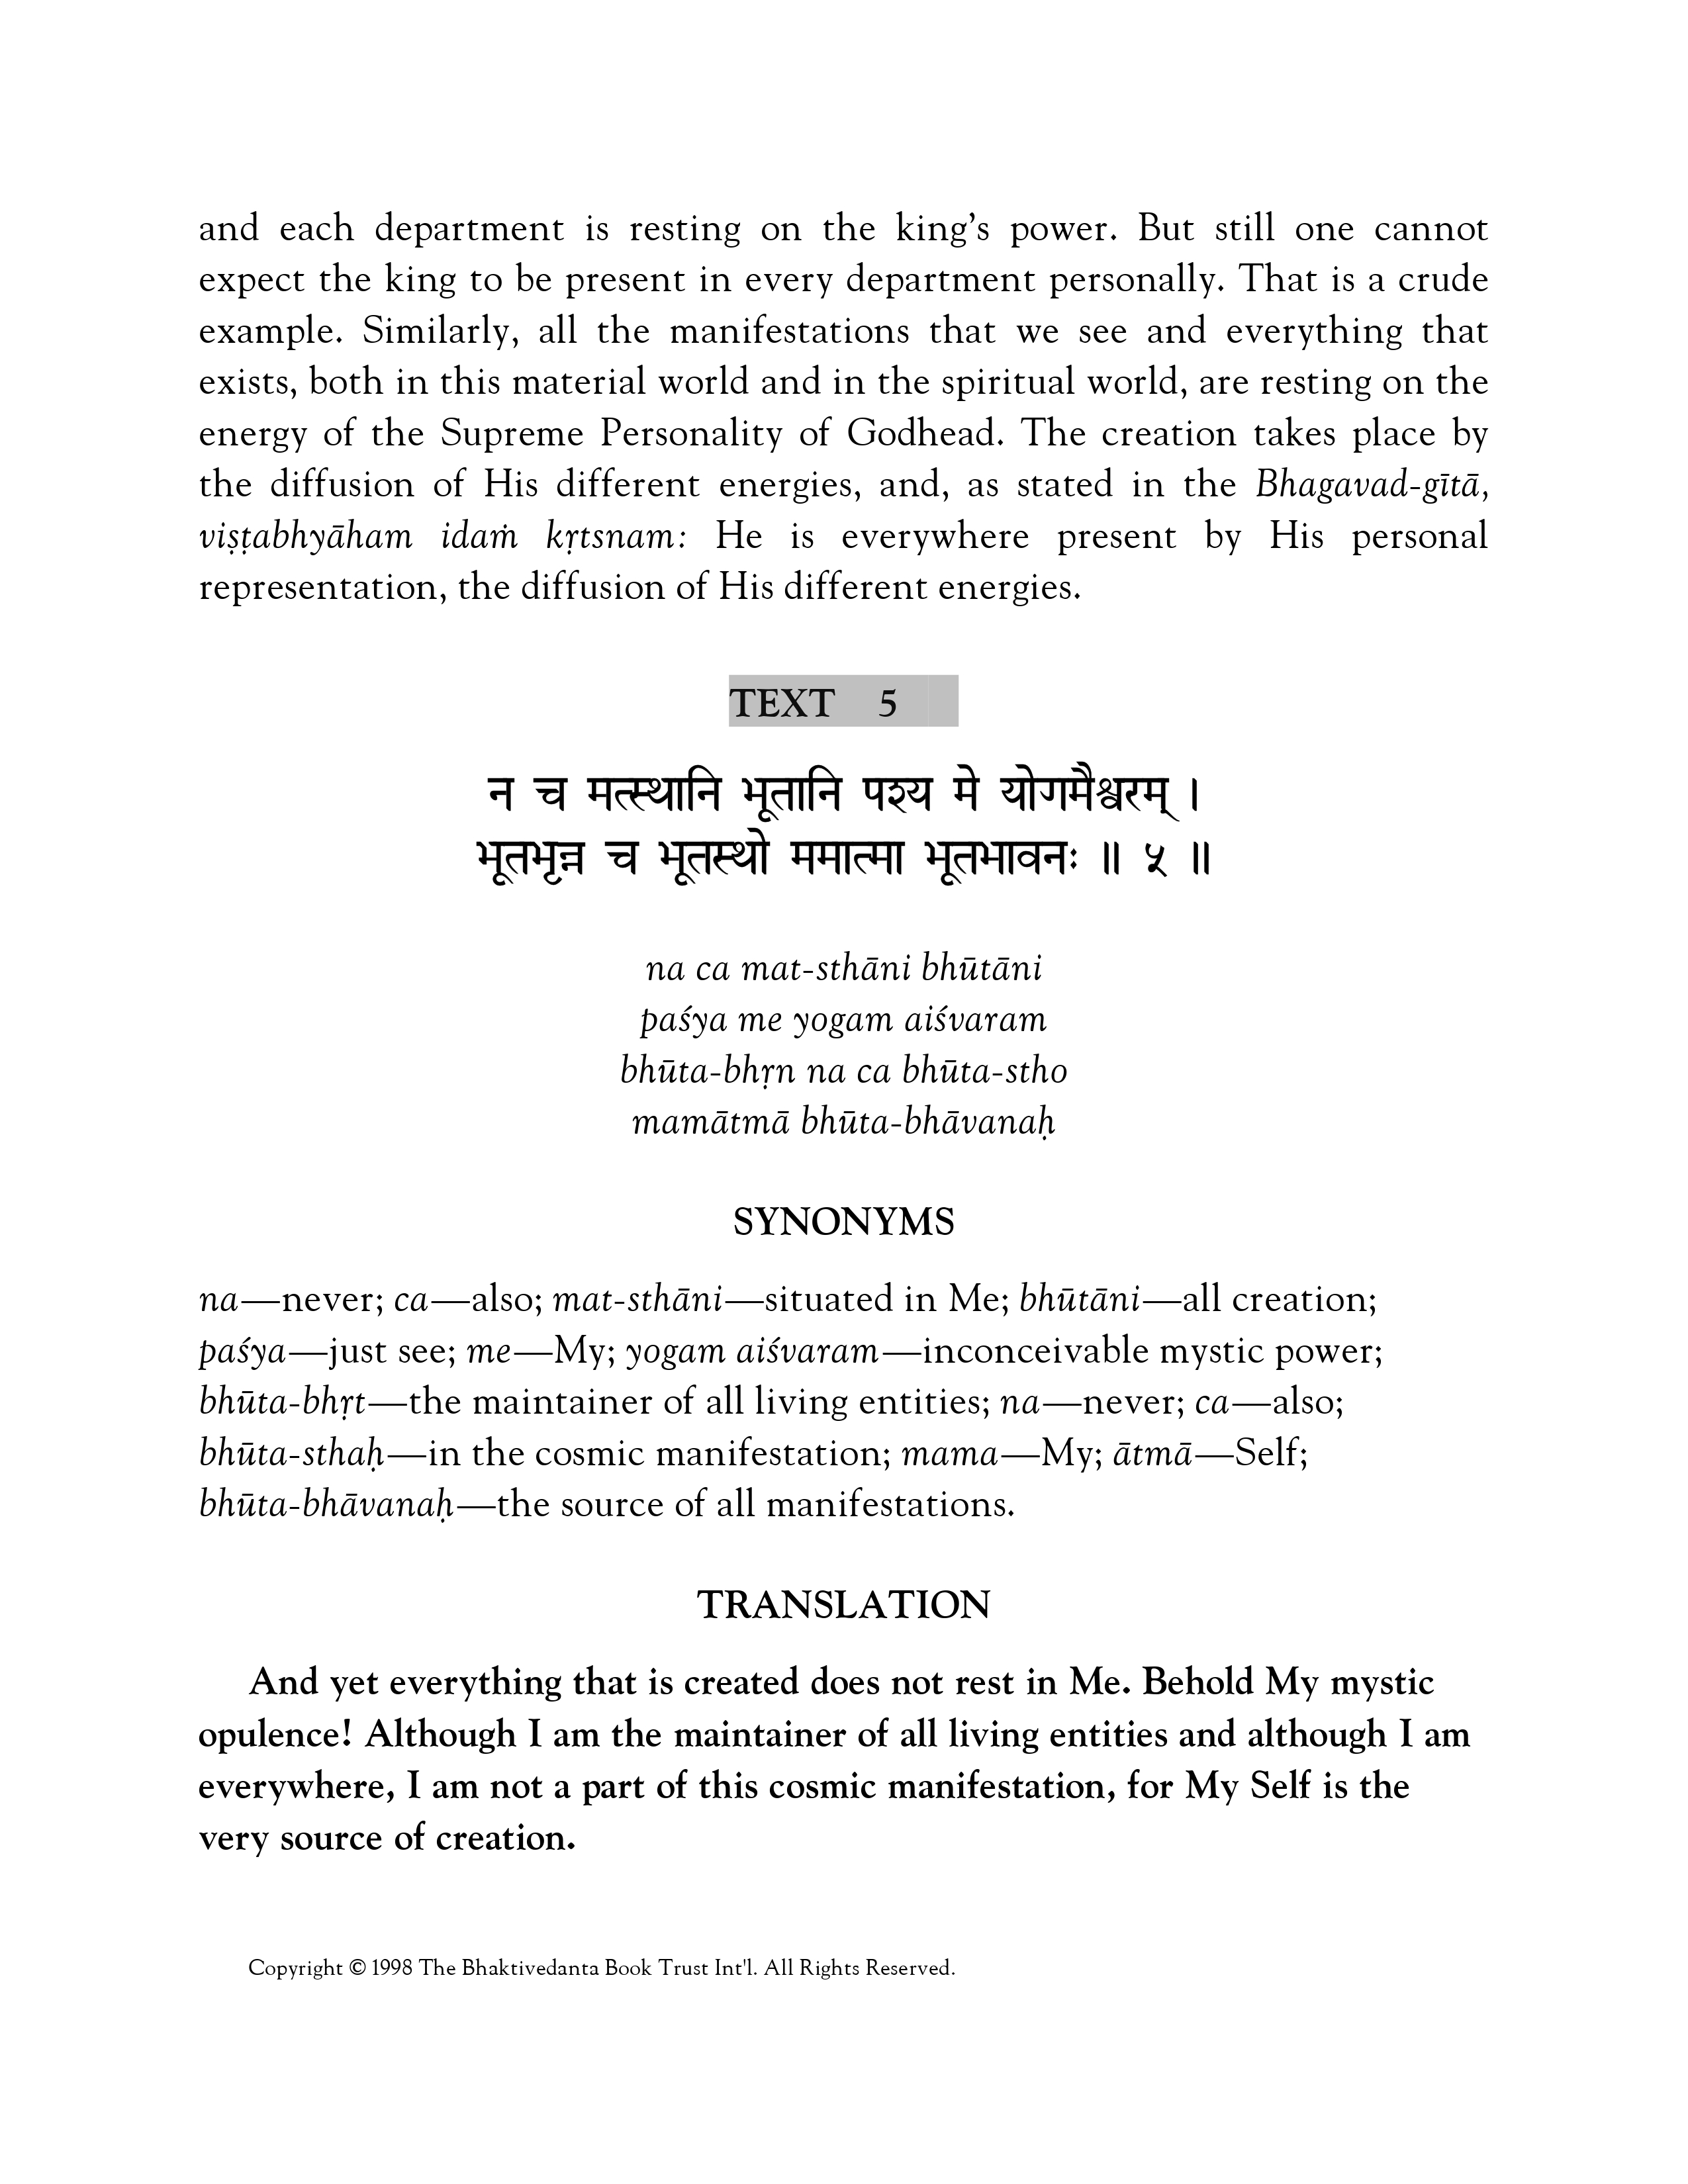 and each department is resting on the king’s power. But still one cannot
expect the king to be present in every department personally. That is a crude
example. Similarly, all the manifestations that we see and everything that
exists, both in this material world and in the spiritual world, are resting on the
energy of the Supreme Personality of Godhead. The creation takes place by
the diffusion of His different energies, and, as stated in the Bhagavad-gītā,
viṣṭabhyāham idaṁ kṛtsnam: He is everywhere present by His personal
representation, the diffusion of His different energies.
TEXT 5
न च मत्स्थानि भूतानि पश्य मे योगमैश्वरम् ।
भूतभृन्न च भूतस्थो ममात्मा भूतभावनः ॥ ५ ॥
na ca mat-sthāni bhūtāni
paśya me yogam aiśvaram
bhūta-bhṛn na ca bhūta-stho
mamātmā bhūta-bhāvanaḥ
SYNONYMS
na—never; ca—also; mat-sthāni—situated in Me; bhūtāni—all creation;
paśya—just see; me—My; yogam aiśvaram—inconceivable mystic power;
bhūta-bhṛt—the maintainer of all living entities; na—never; ca—also;
bhūta-sthaḥ—in the cosmic manifestation; mama—My; ātmā—Self;
bhūta-bhāvanaḥ—the source of all manifestations.
TRANSLATION
And yet everything that is created does not rest in Me. Behold My mystic
opulence! Although I am the maintainer of all living entities and although I am
everywhere, I am not a part of this cosmic manifestation, for My Self is the
very source of creation.
Copyright © 1998 The Bhaktivedanta Book Trust Int'l. All Rights Reserved.